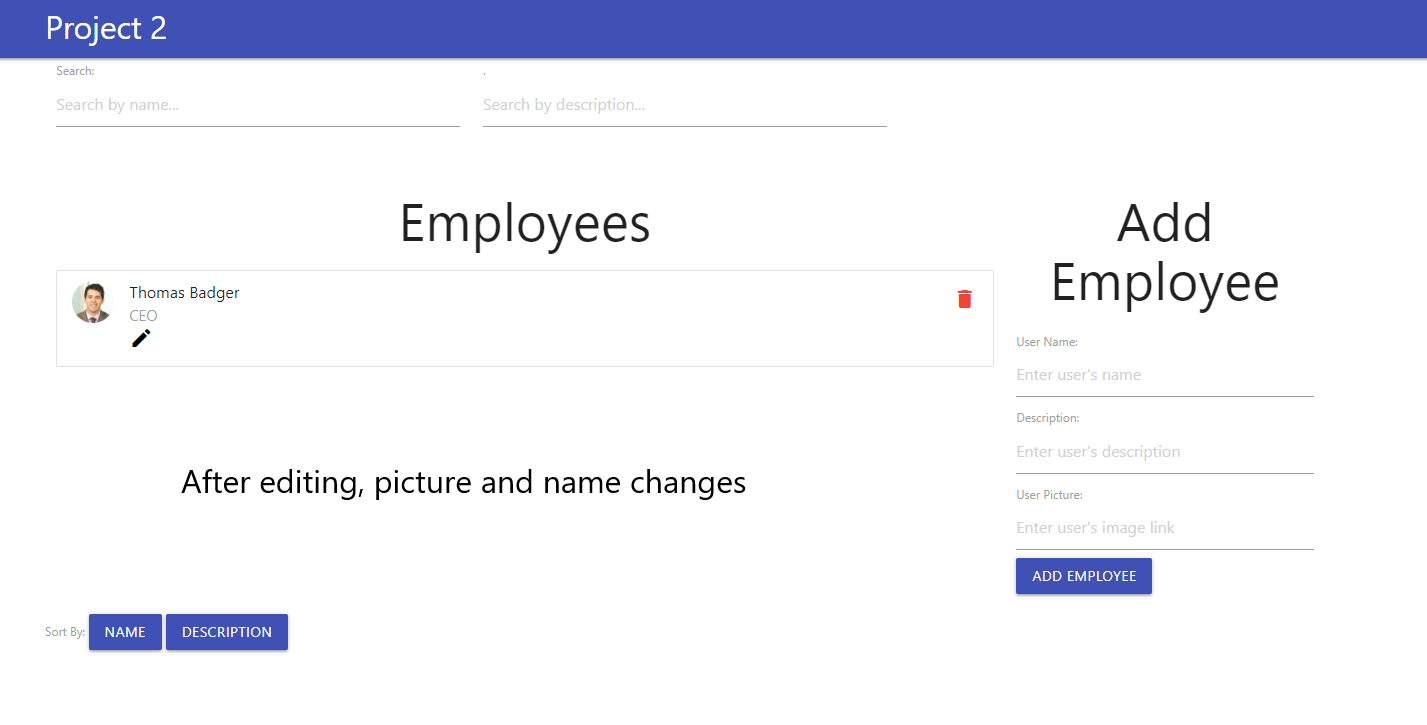 Project 2
Search:
.
Search by name...
Search by description...
Employees
Thomas Badger
CEO
After editing, picture and name changes
Add
Employee
User Name:
Enter user's name
Description:
Enter user's description
User Picture:
Enter user's image link
ADD EMPLOYEE
Sort By: NAME DESCRIPTION